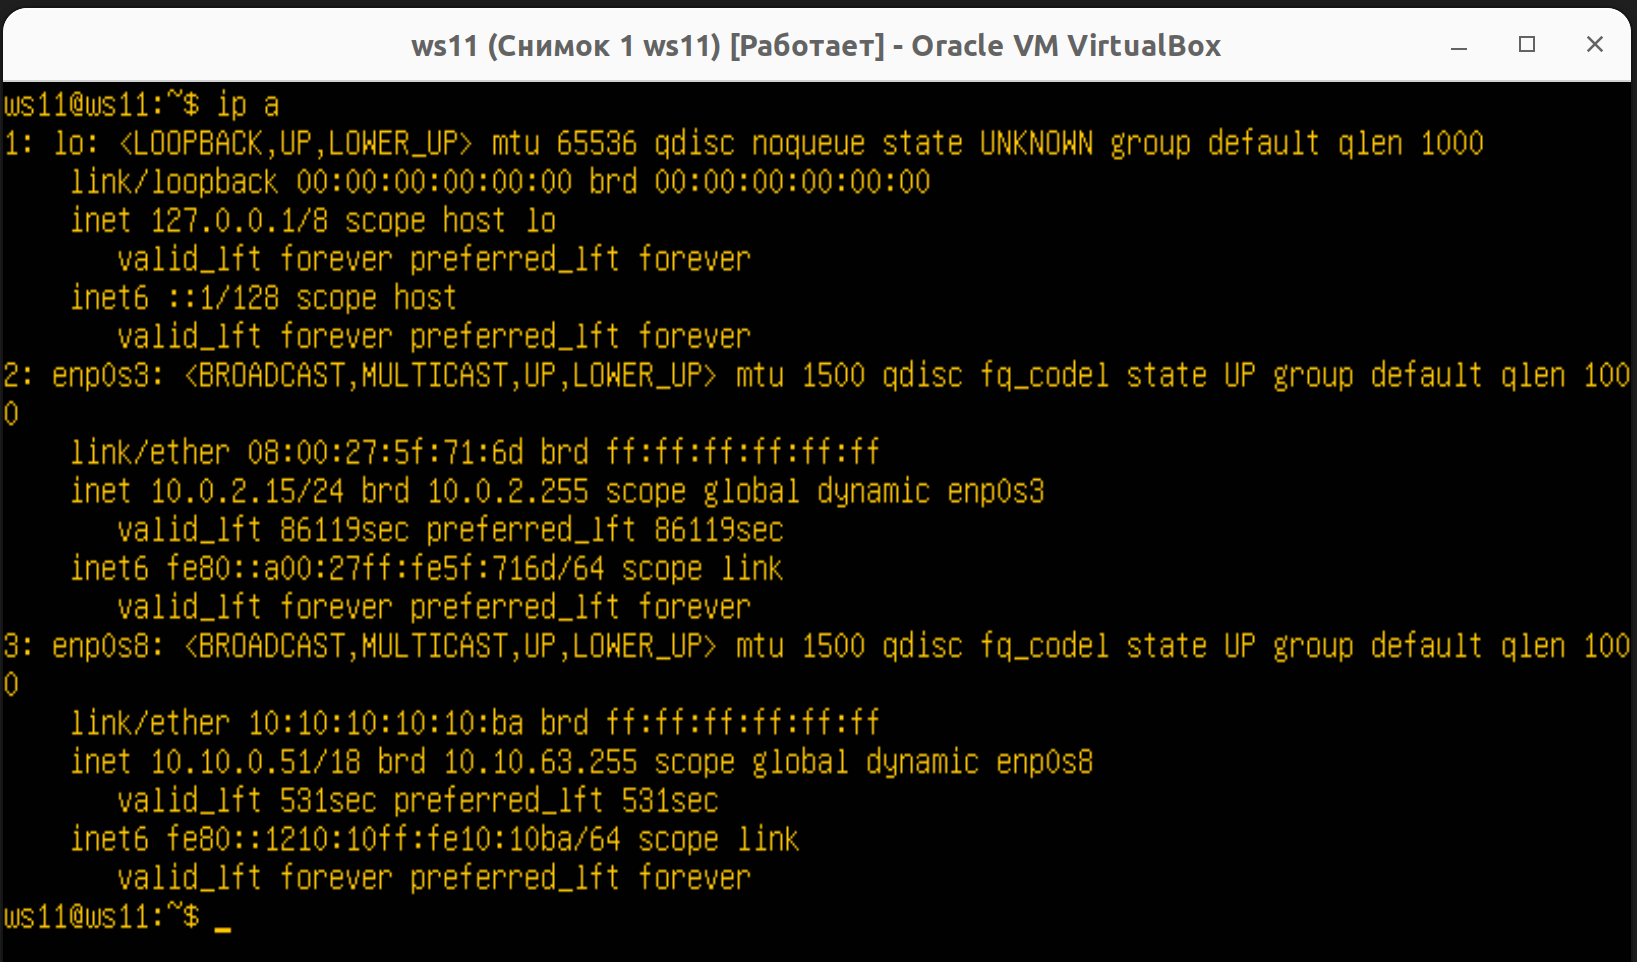 ws11 (Снимок 1 ws11) [Работает] - Oracle VM VirtualBox
ws11@ws11:~$ ip a
1: lo: <LOOPBACK,UP,LOWER_UP> mtu 65536 qdisc noqueue state UNKNOWN group default qlen 1000
    link/loopback 00:00:00:00:00:00 brd 00:00:00:00:00:00
    inet 127.0.0.1/8 scope host lo
       valid_lft forever preferred_lft forever
    inet6 ::1/128 scope host
       valid_lft forever preferred_lft forever
2: enp0s3: <BROADCAST,MULTICAST,UP,LOWER_UP> mtu 1500 qdisc fq_codel state UP group default qlen 100
0
    link/ether 08:00:27:5f:71:6d brd ff:ff:ff:ff:ff:ff
    inet 10.0.2.15/24 brd 10.0.2.255 scope global dynamic enp0s3
       valid_lft 86119sec preferred_lft 86119sec
    inet6 fe80::a00:27ff:fe5f:716d/64 scope link
       valid_lft forever preferred_lft forever
3: enp0s8: <BROADCAST,MULTICAST,UP,LOWER_UP> mtu 1500 qdisc fq_codel state UP group default qlen 100
0
    link/ether 10:10:10:10:10:ba brd ff:ff:ff:ff:ff:ff
    inet 10.10.0.51/18 brd 10.10.63.255 scope global dynamic enp0s8
       valid_lft 531sec preferred_lft 531sec
    inet6 fe80::1210:10ff:fe10:10ba/64 scope link
       valid_lft forever preferred_lft forever
ws11@ws11:~$ _